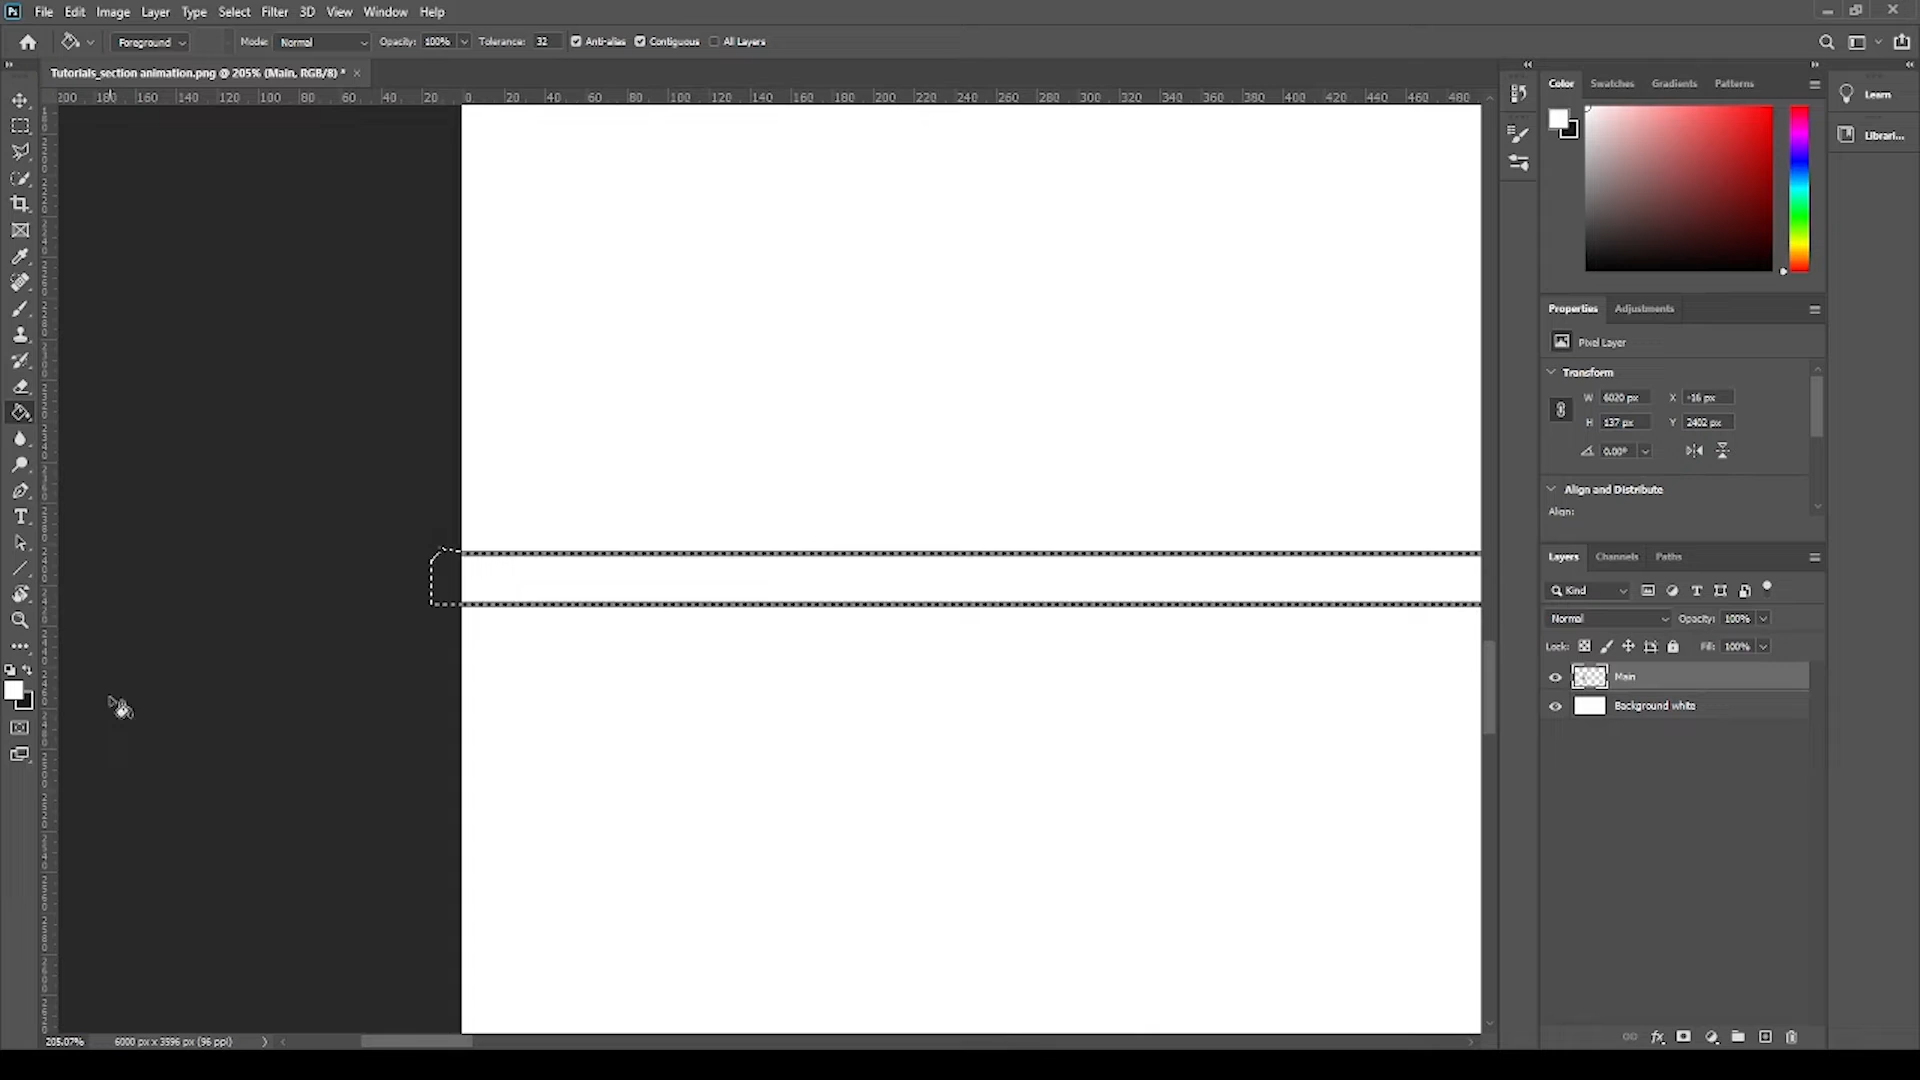 Ps File Edit Image Layer Type Select Filter 3D View Window Help
Foreground Mode: Normal Opacity: 100% Tolerance: 32 Anti-alias Contiguous All Layers
Tutorials_section animation.png @ 205% (Main, RGB/8) * ×
200 180 160 140 120 100 80 60 40 20 0 20 40 60 80 100 120 140 160 180 200 220 240 260 280 300 320 340 360 380 400 420 440 460 480
Color Swatches Gradients Patterns
Learn
Librari...
Properties Adjustments
Pixel Layer
Transform
W 6020 px X -16 px
H 137 px Y 2402 px
0.00°
Align and Distribute
Align:
Layers Channels Paths
Kind
Normal Opacity: 100%
Lock: Fill: 100%
Main
Background white
205.07% 6000 px x 3596 px (96 ppi)